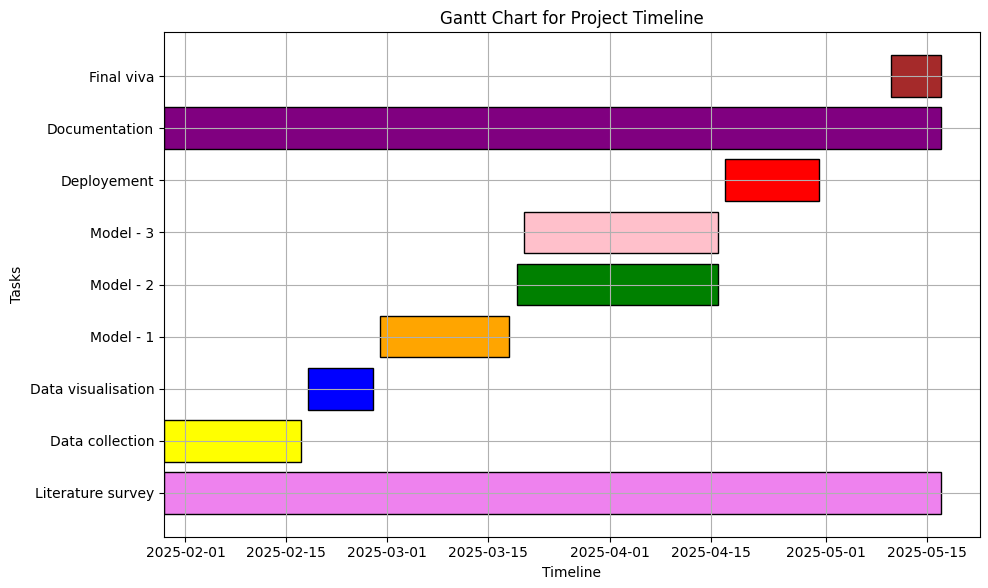 Gantt Chart for Project Timeline
Final viva
Documentation
Deployement
Model - 3
Model - 2
Model - 1
Data visualisation
Data collection
Literature survey
Tasks
2025-02-01 2025-02-15 2025-03-01 2025-03-15 2025-04-01 2025-04-15 2025-05-01 2025-05-15
Timeline